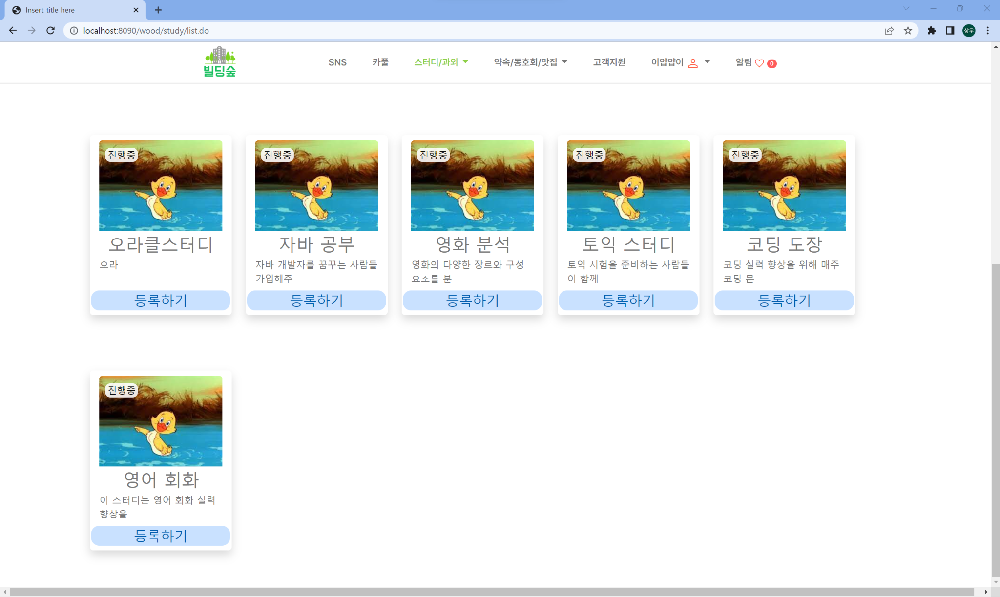 Insert title here
localhost:8090/wood/study/list.do
상우
빌딩숲
SNS
카풀
스터디/과외
약속/동호회/맛집
고객지원
이얍얍이
알림
0
진행중
오라클스터디
오라
등록하기
진행중
자바 공부
자바 개발자를 꿈꾸는 사람들
가입해주
등록하기
진행중
영화 분석
영화의 다양한 장르와 구성
요소를 분
등록하기
진행중
토익 스터디
토익 시험을 준비하는 사람들
이 함께
등록하기
진행중
코딩 도장
코딩 실력 향상을 위해 매주
코딩 문
등록하기
진행중
영어 회화
이 스터디는 영어 회화 실력
향상을
등록하기